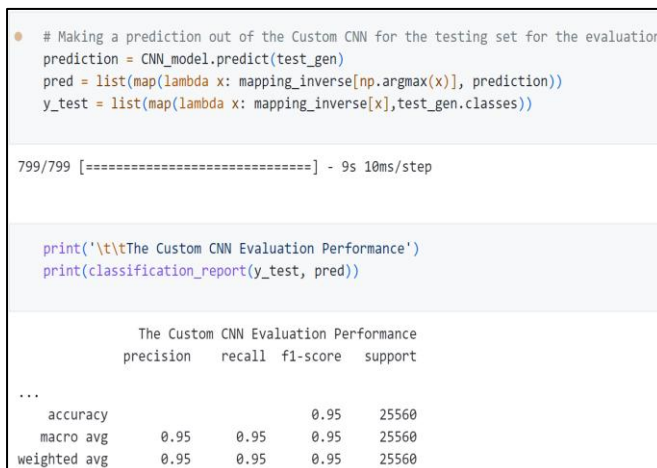 # Making a prediction out of the Custom CNN for the testing set for the evaluation
prediction = CNN_model.predict(test_gen)
pred = list(map(lambda x: mapping_inverse[np.argmax(x)], prediction))
y_test = list(map(lambda x: mapping_inverse[x],test_gen.classes))
799/799 [==============================] - 9s 10ms/step
print('\t\tThe Custom CNN Evaluation Performance')
print(classification_report(y_test, pred))
The Custom CNN Evaluation Performance
precision recall f1-score support
...
accuracy 0.95 25560
macro avg 0.95 0.95 0.95 25560
weighted avg 0.95 0.95 0.95 25560